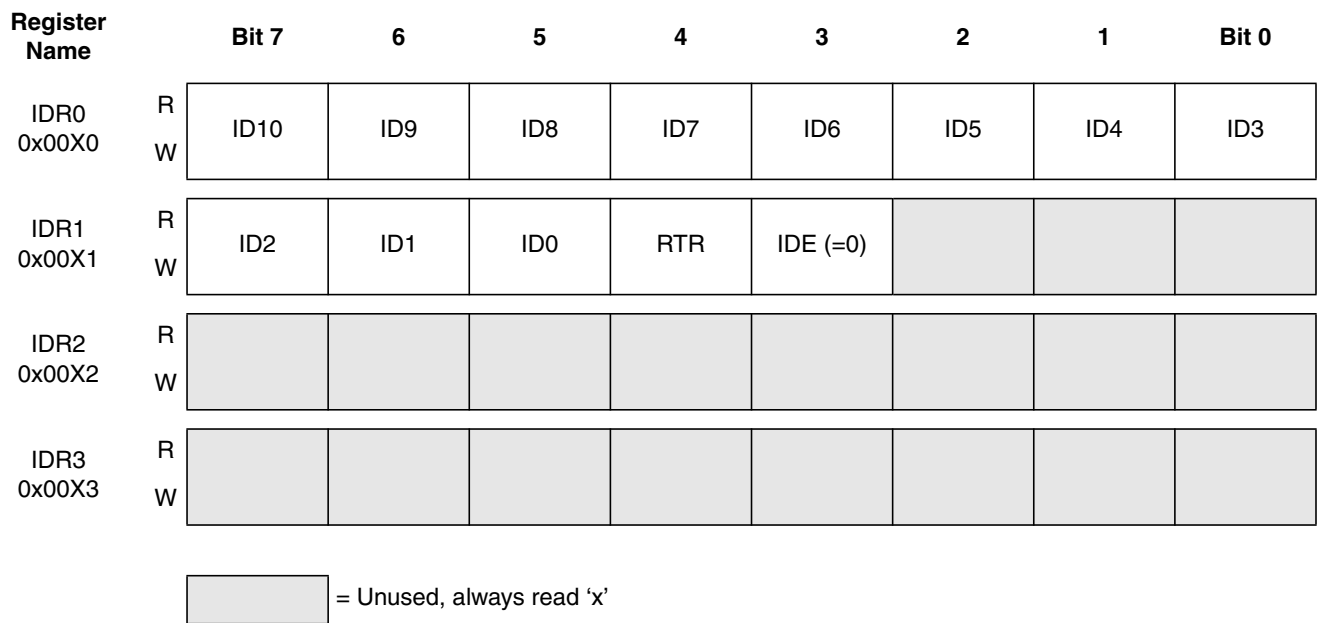 Register Name Bit 7 6 5 4 3 2 1 Bit 0
IDR0 0x00X0 R W ID10 ID9 ID8 ID7 ID6 ID5 ID4 ID3
IDR1 0x00X1 R W ID2 ID1 ID0 RTR IDE (=0)
IDR2 0x00X2 R W
IDR3 0x00X3 R W
= Unused, always read ‘x’